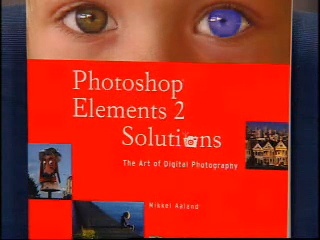 Photoshop
Elements 2
Solutions
The Art of Digital Photography
Mikkel Aaland